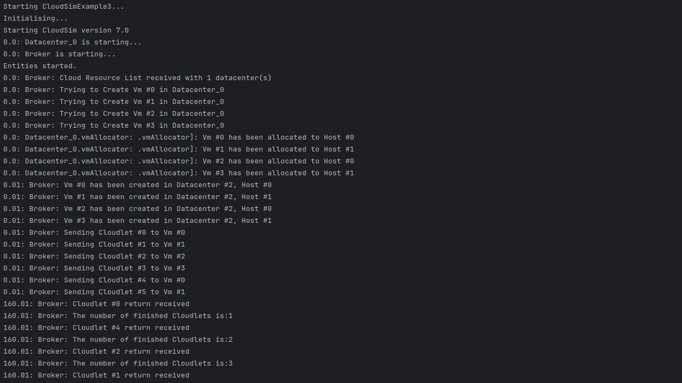 Starting CloudSimExample3...
Initialising...
Starting CloudSim version 7.0
0.0: Datacenter_0 is starting...
0.0: Broker is starting...
Entities started.
0.0: Broker: Cloud Resource List received with 1 datacenter(s)
0.0: Broker: Trying to Create Vm #0 in Datacenter_0
0.0: Broker: Trying to Create Vm #1 in Datacenter_0
0.0: Broker: Trying to Create Vm #2 in Datacenter_0
0.0: Broker: Trying to Create Vm #3 in Datacenter_0
0.0: Datacenter_0.vmAllocator: .vmAllocator]: Vm #0 has been allocated to Host #0
0.0: Datacenter_0.vmAllocator: .vmAllocator]: Vm #1 has been allocated to Host #1
0.0: Datacenter_0.vmAllocator: .vmAllocator]: Vm #2 has been allocated to Host #0
0.0: Datacenter_0.vmAllocator: .vmAllocator]: Vm #3 has been allocated to Host #1
0.01: Broker: Vm #0 has been created in Datacenter #2, Host #0
0.01: Broker: Vm #1 has been created in Datacenter #2, Host #1
0.01: Broker: Vm #2 has been created in Datacenter #2, Host #0
0.01: Broker: Vm #3 has been created in Datacenter #2, Host #1
0.01: Broker: Sending Cloudlet #0 to Vm #0
0.01: Broker: Sending Cloudlet #1 to Vm #1
0.01: Broker: Sending Cloudlet #2 to Vm #2
0.01: Broker: Sending Cloudlet #3 to Vm #3
0.01: Broker: Sending Cloudlet #4 to Vm #0
0.01: Broker: Sending Cloudlet #5 to Vm #1
160.01: Broker: Cloudlet #0 return received
160.01: Broker: The number of finished Cloudlets is:1
160.01: Broker: Cloudlet #4 return received
160.01: Broker: The number of finished Cloudlets is:2
160.01: Broker: Cloudlet #2 return received
160.01: Broker: The number of finished Cloudlets is:3
160.01: Broker: Cloudlet #1 return received